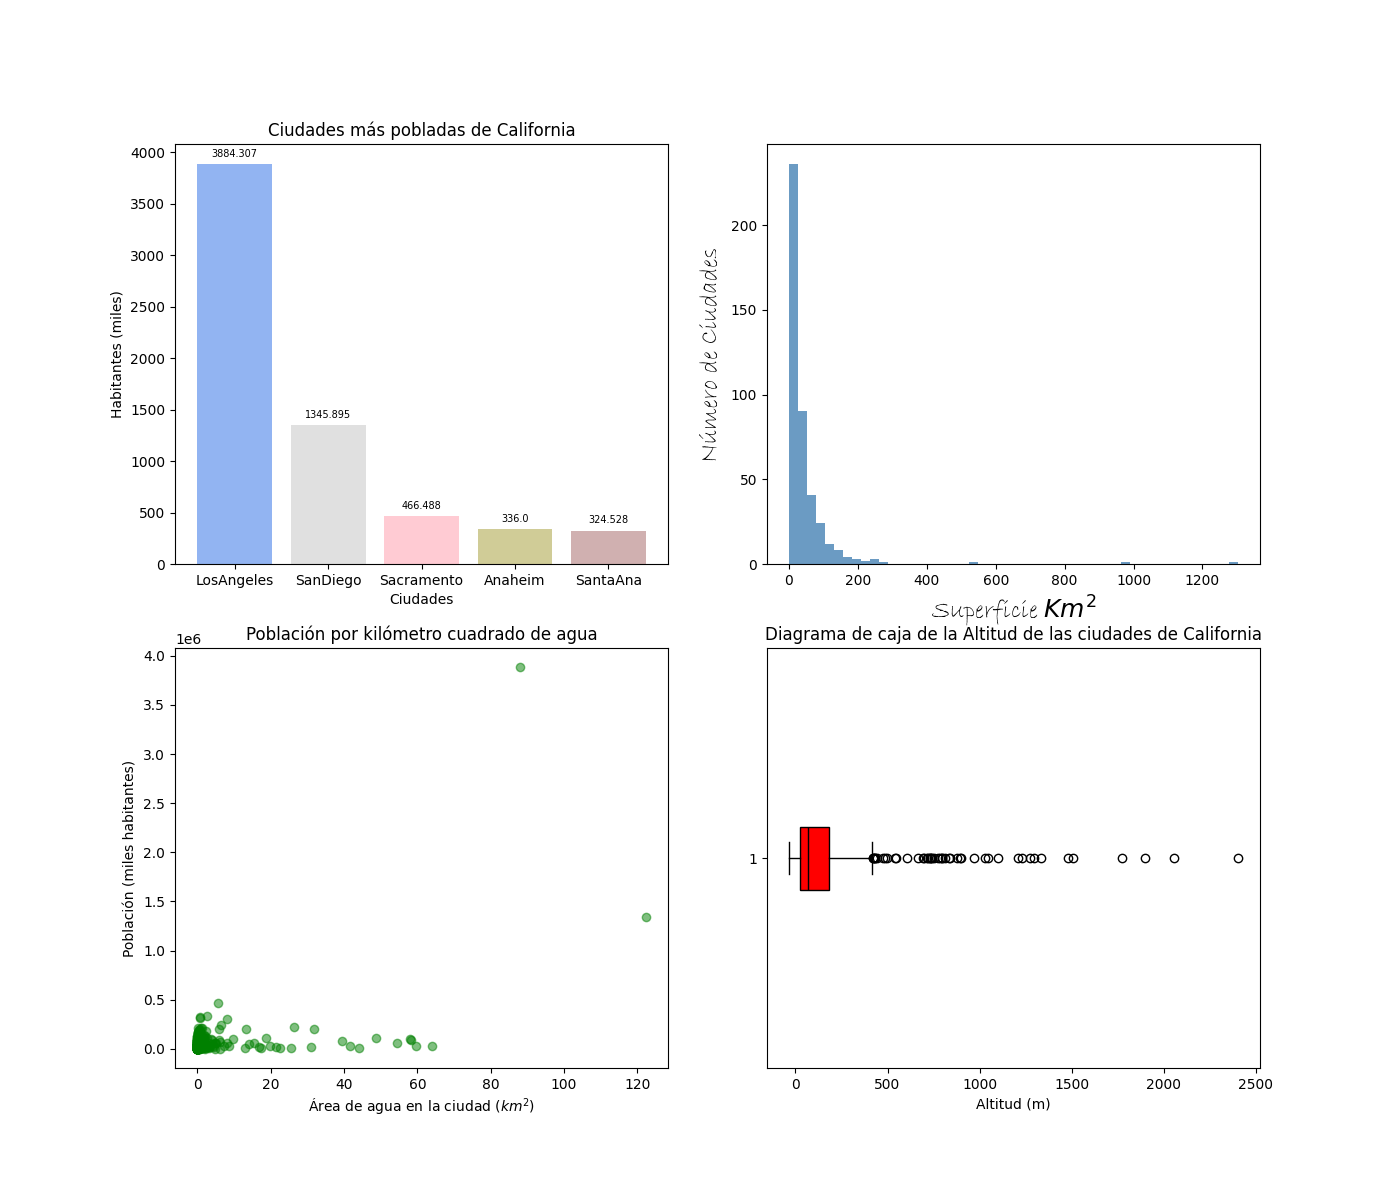 Ciudades más pobladas de California
4000
3500
3000
2500
2000
1500
1000
500
0
Habitantes (miles)
3884.307
1345.895
466.488
336.0
324.528
LosAngeles SanDiego Sacramento Anaheim SantaAna
Ciudades
200
150
100
50
0
Número de Ciudades
0 200 400 600 800 1000 1200
Superficie Km²
Población por kilómetro cuadrado de agua
1e6
4.0
3.5
3.0
2.5
2.0
1.5
1.0
0.5
0.0
Población (miles habitantes)
0 20 40 60 80 100 120
Área de agua en la ciudad (km²)
Diagrama de caja de la Altitud de las ciudades de California
1
0 500 1000 1500 2000 2500
Altitud (m)